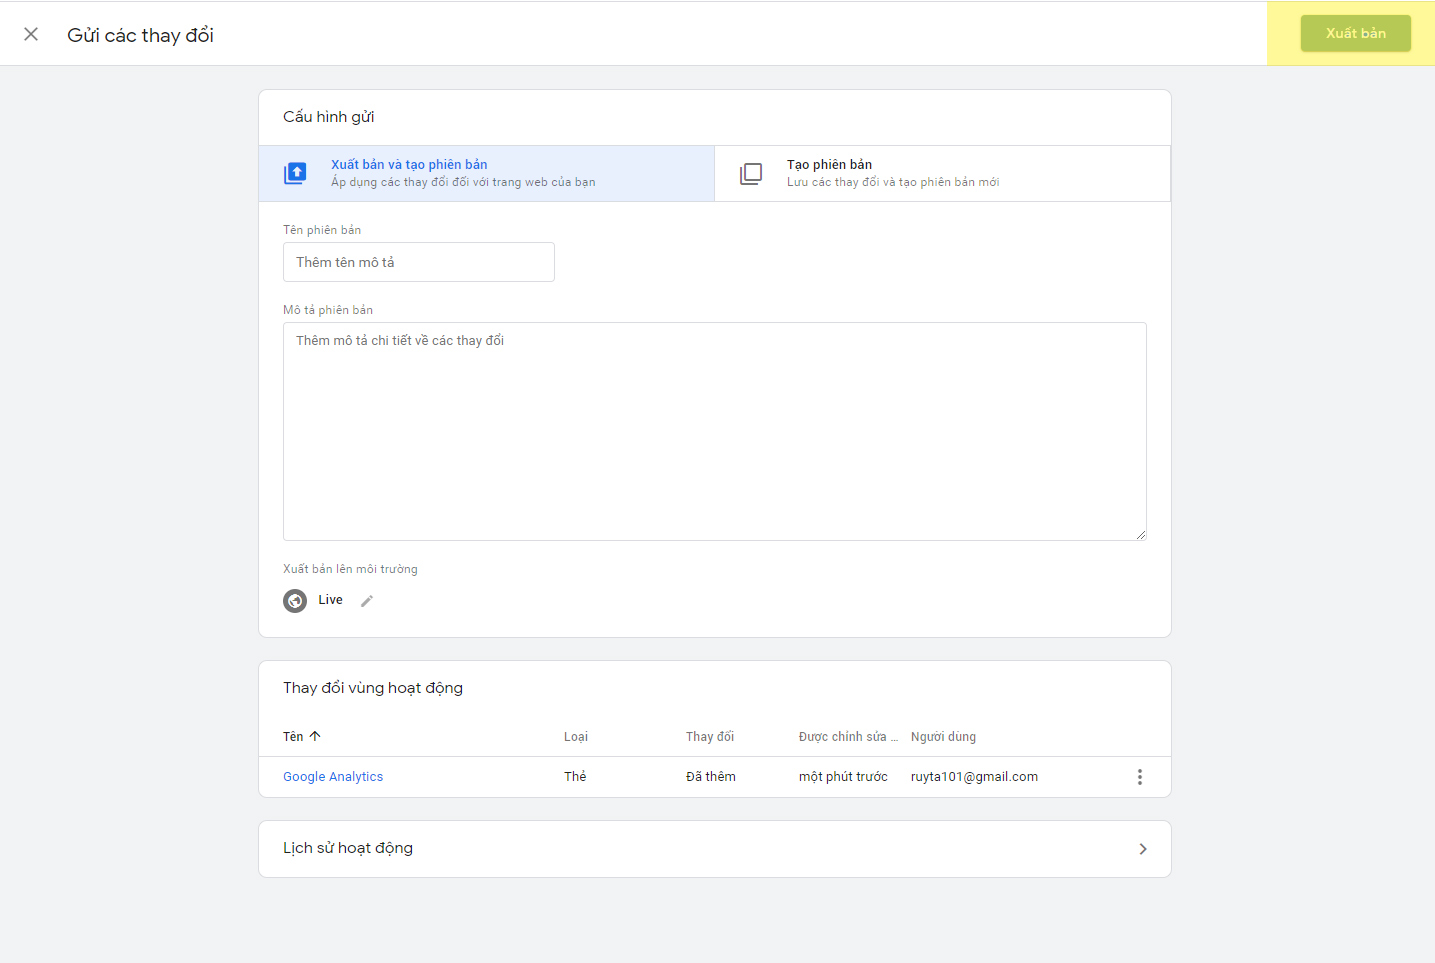 Gửi các thay đổi
Xuất bản
Cấu hình gửi
Xuất bản và tạo phiên bản
Áp dụng các thay đổi đối với trang web của bạn
Tạo phiên bản
Lưu các thay đổi và tạo phiên bản mới
Tên phiên bản
Thêm tên mô tả
Mô tả phiên bản
Thêm mô tả chi tiết về các thay đổi
Xuất bản lên môi trường
Live
Thay đổi vùng hoạt động
Tên Loại Thay đổi Được chỉnh sửa ... Người dùng
Google Analytics Thẻ Đã thêm một phút trước ruyta101@gmail.com
Lịch sử hoạt động